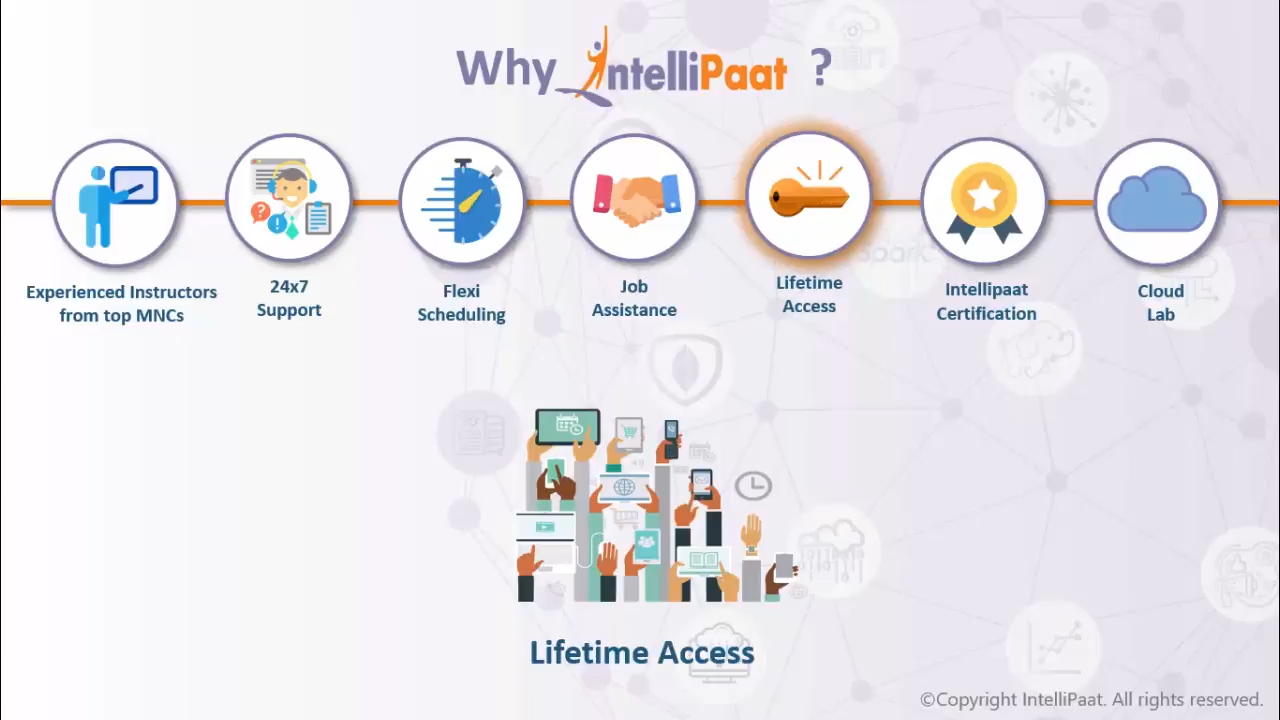 Why IntelliPaat ?
Experienced Instructors
from top MNCs
24x7
Support
Flexi
Scheduling
Job
Assistance
Lifetime
Access
Intellipaat
Certification
Cloud
Lab
Spark
Lifetime Access
©Copyright IntelliPaat. All rights reserved.